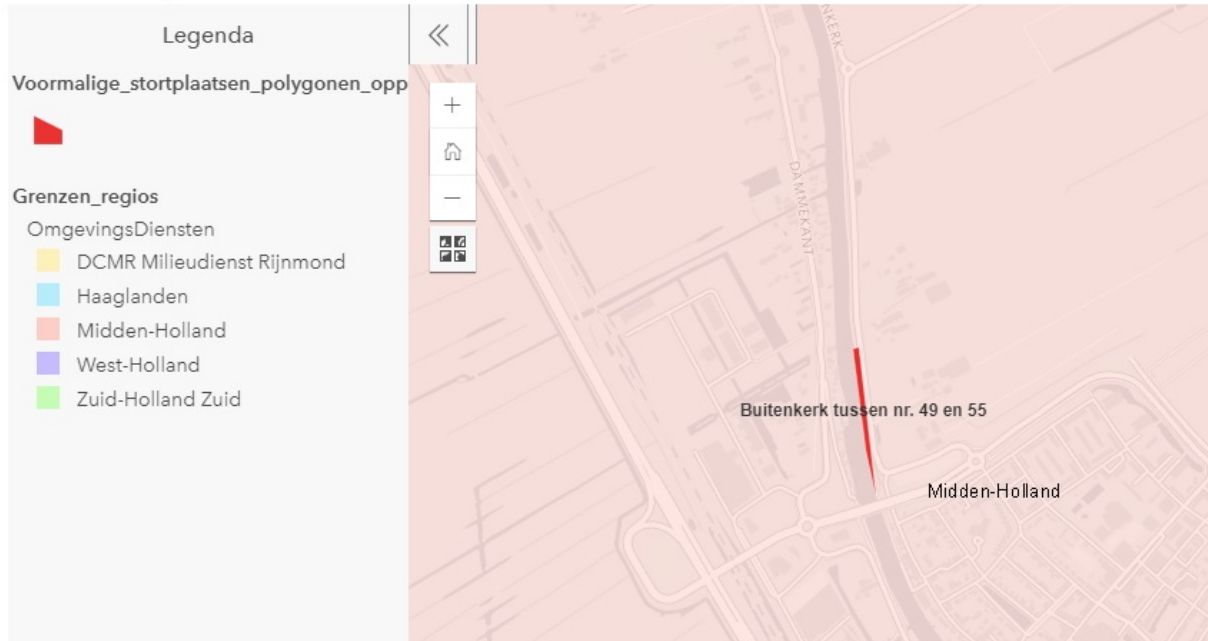 Legenda
Voormalige_stortplaatsen_polygonen_opp
Grenzen_regios
OmgevingsDiensten
DCMR Milieudienst Rijnmond
Haaglanden
Midden-Holland
West-Holland
Zuid-Holland Zuid
NKERK
DAMMEKANT
Buitenkerk tussen nr. 49 en 55
Midden-Holland